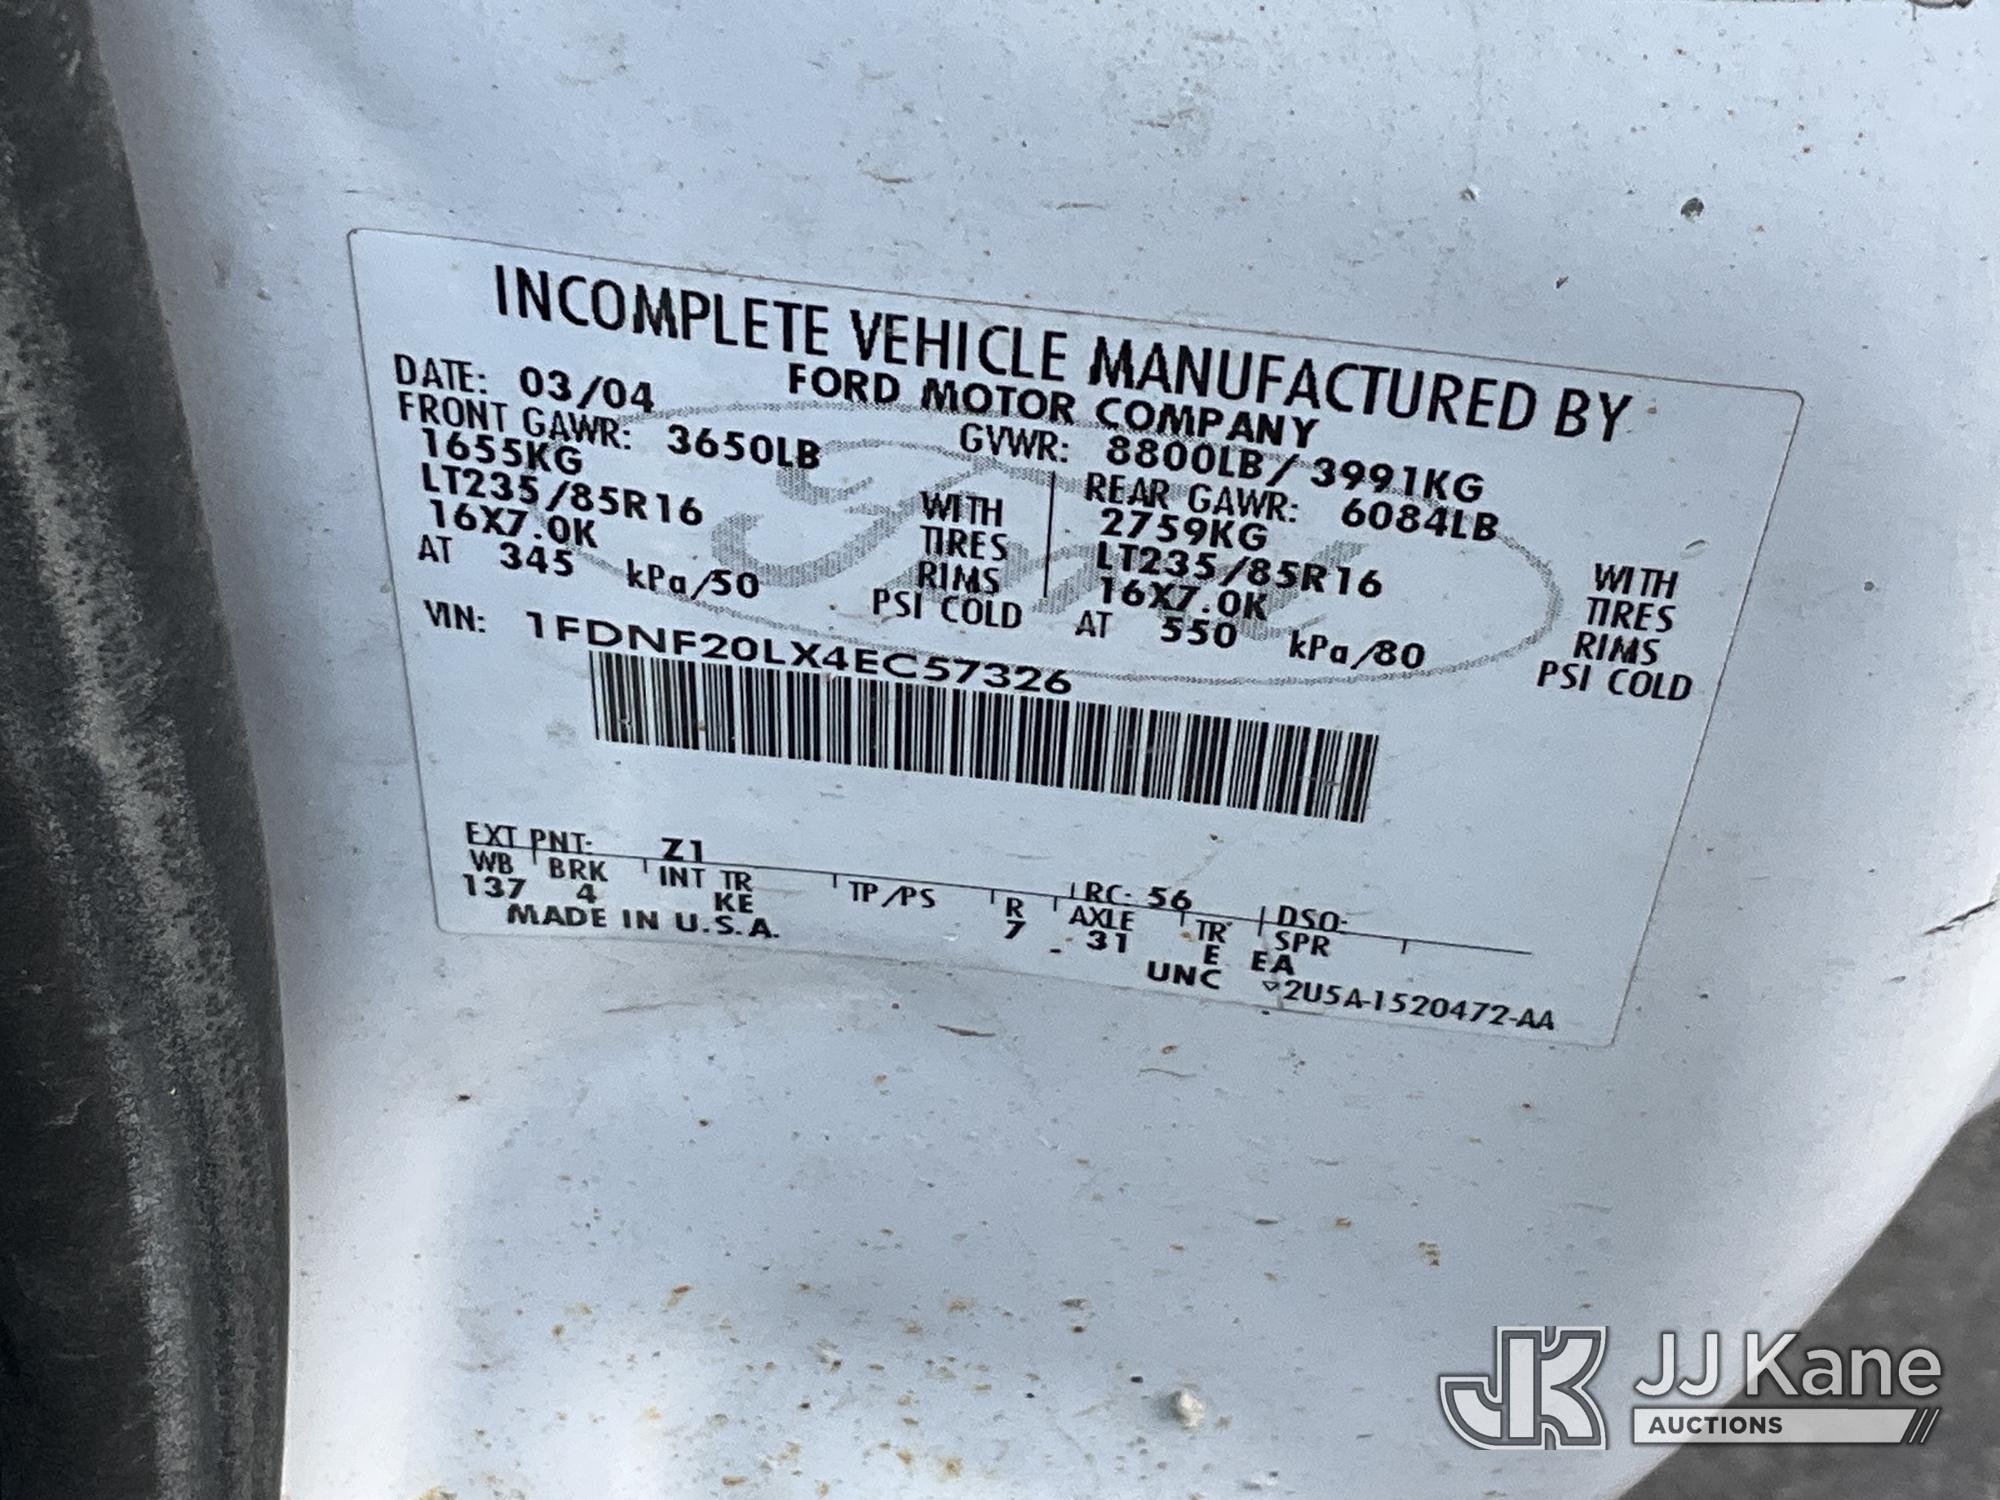 INCOMPLETE VEHICLE MANUFACTURED BY
FORD MOTOR COMPANY
DATE: 03/04 GVWR: 8800LB/3991KG
FRONT GAWR: 3650LB REAR GAWR: 6084LB
1655KG WITH 2759KG WITH
LT235/85R16 TIRES LT235/85R16 TIRES
16X7.0K RIMS 16X7.0K RIMS
AT 345 kPa/50 PSI COLD AT 550 kPa/80 PSI COLD
VIN: 1FDNF20LX4EC57326
EXT PNT: Z1 RC: 56 DSO:
WB BRK INT TR TP/PS R AXLE TR SPR
137 4 KE 7 31 E EA
MADE IN U.S.A. UNC ▽2U5A-1520472-AA
Ford
JK JJ Kane
AUCTIONS